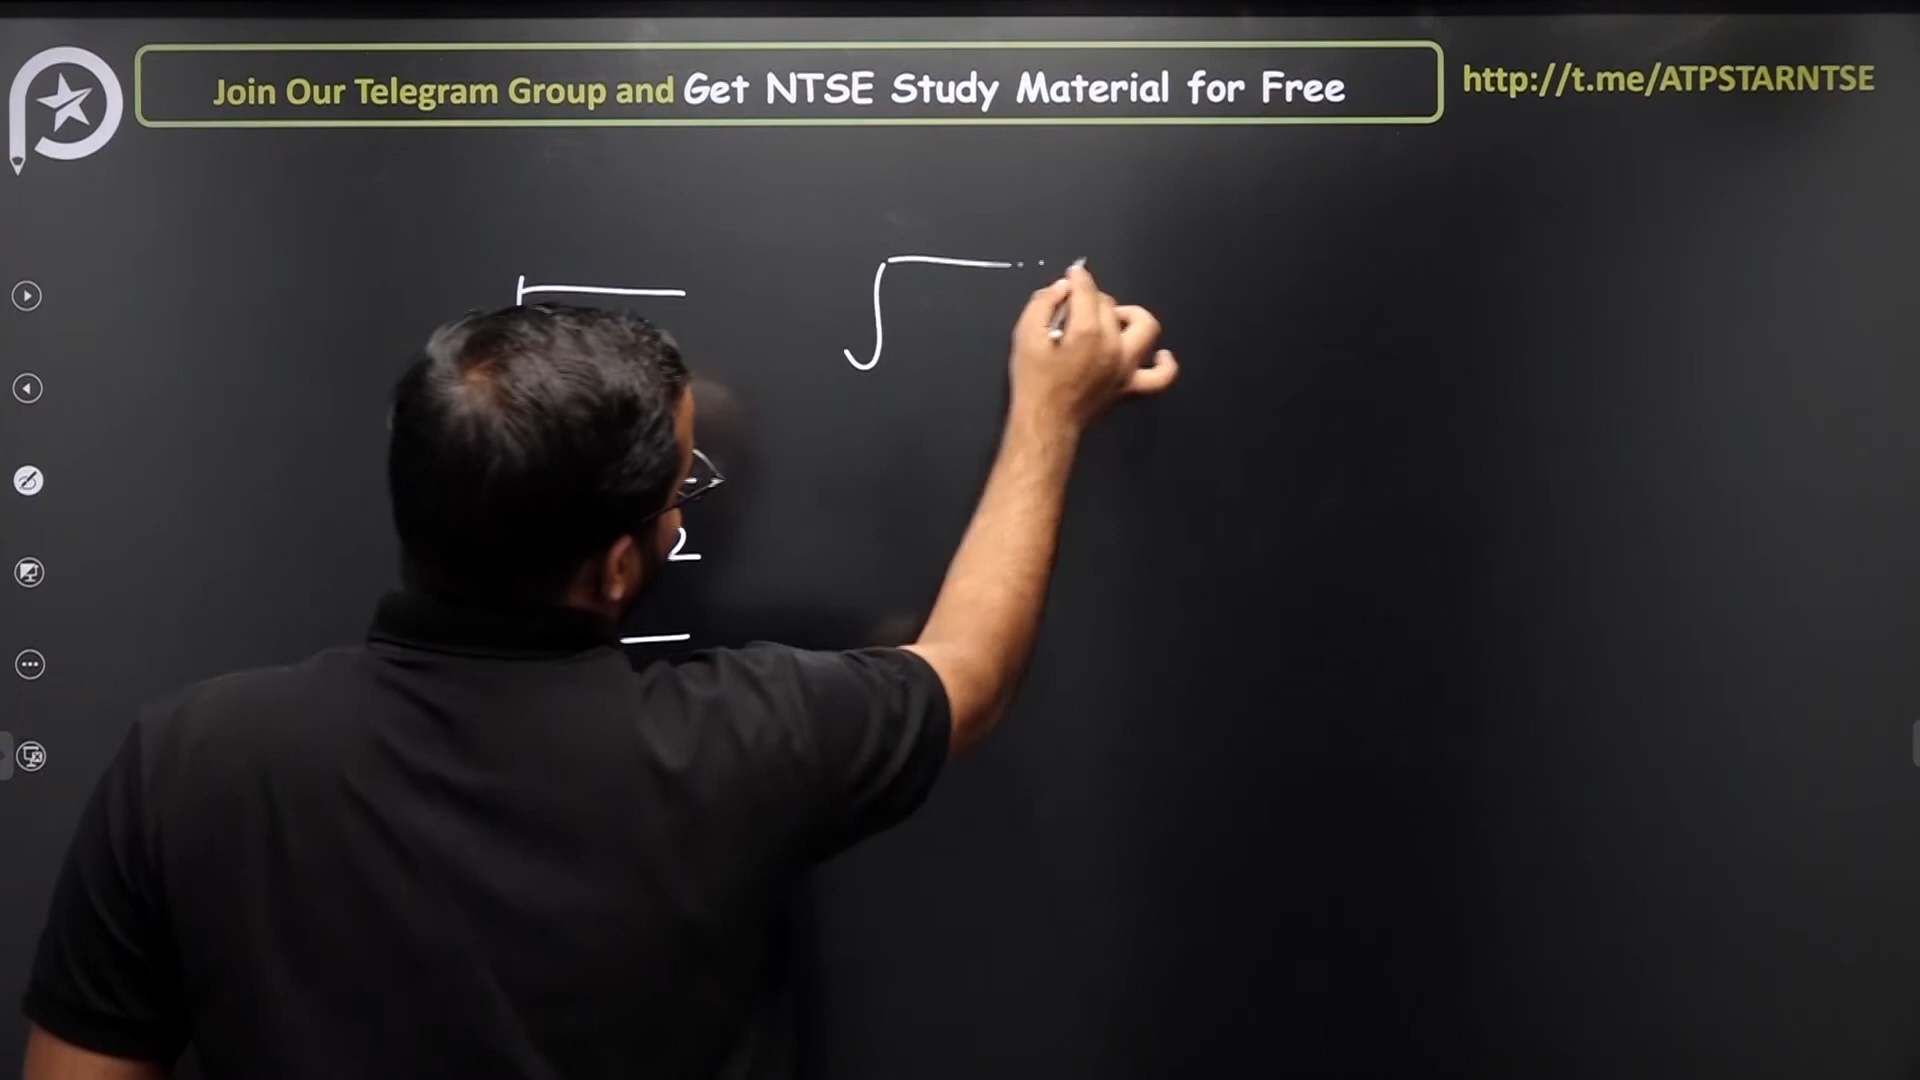 Join Our Telegram Group and Get NTSE Study Material for Free
http://t.me/ATPSTARNTSE
2